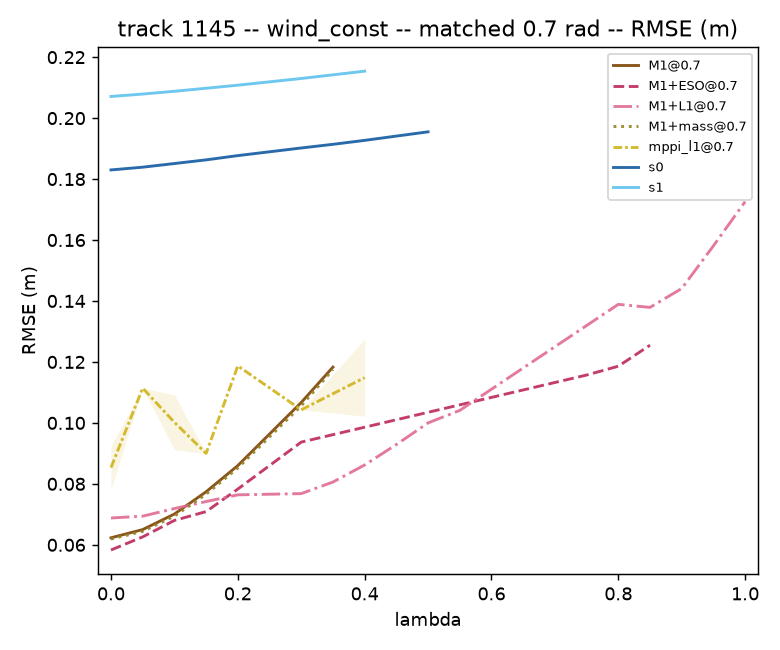 track 1145 -- wind_const -- matched 0.7 rad -- RMSE (m)
M1@0.7
M1+ESO@0.7
M1+L1@0.7
M1+mass@0.7
mppi_l1@0.7
s0
s1
RMSE (m)
0.22
0.20
0.18
0.16
0.14
0.12
0.10
0.08
0.06
0.0 0.2 0.4 0.6 0.8 1.0
lambda